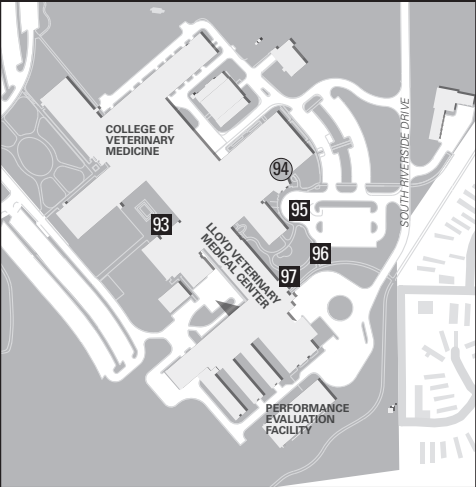 COLLEGE OF
VETERINARY
MEDICINE
94
SOUTH RIVERSIDE DRIVE
95
93
LLOYD VETERINARY
MEDICAL CENTER
96
97
PERFORMANCE
EVALUATION
FACILITY